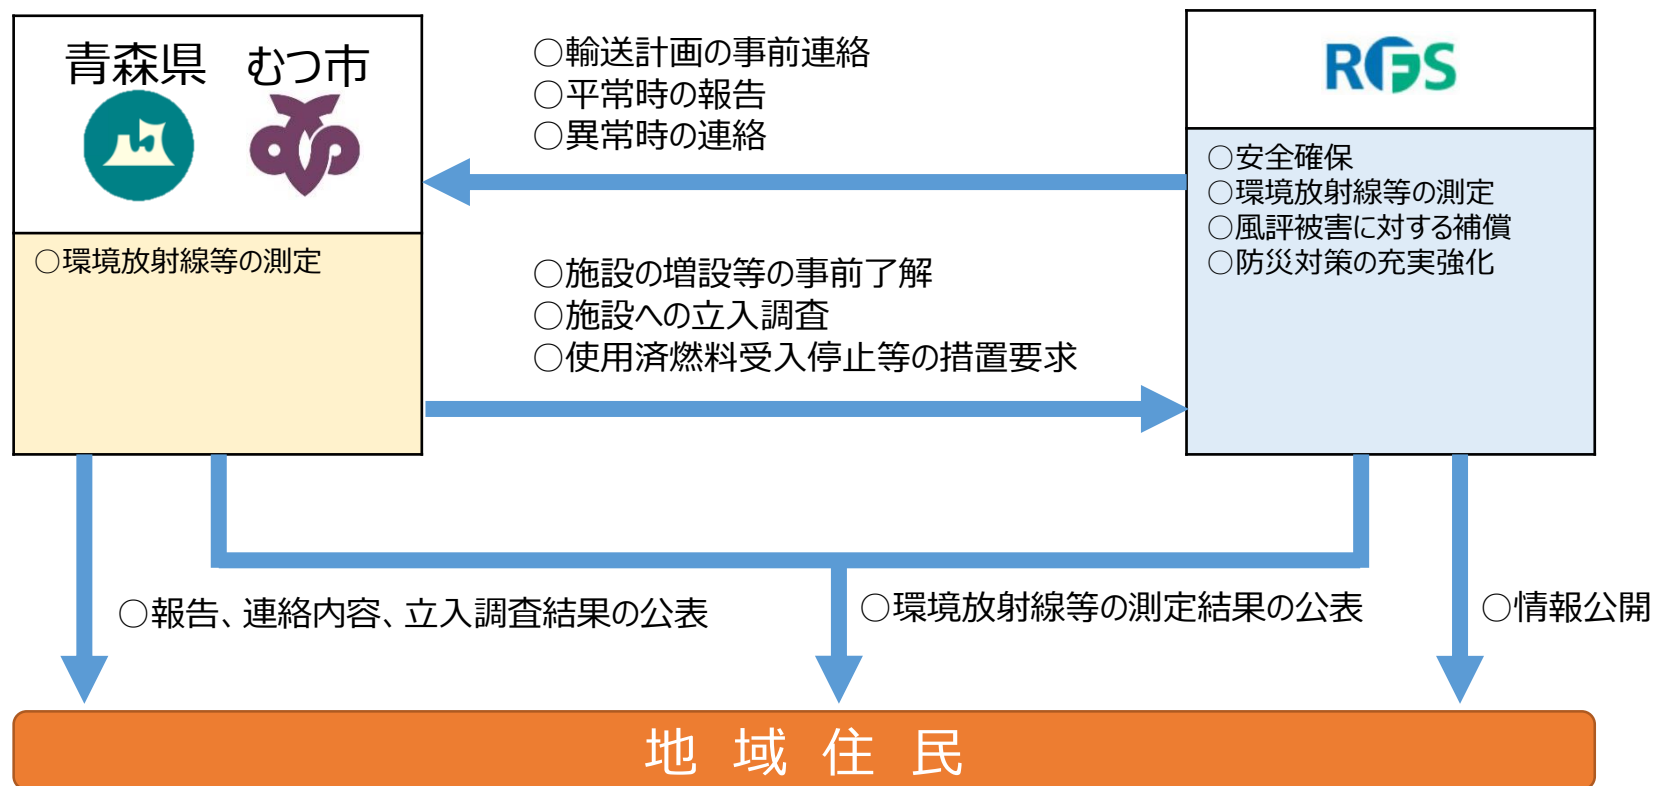 青森県 むつ市
○環境放射線等の測定
○輸送計画の事前連絡
○平常時の報告
○異常時の連絡
○施設の増設等の事前了解
○施設への立入調査
○使用済燃料受入停止等の措置要求
RFS
○安全確保
○環境放射線等の測定
○風評被害に対する補償
○防災対策の充実強化
○報告、連絡内容、立入調査結果の公表
○環境放射線等の測定結果の公表
○情報公開
地域住民